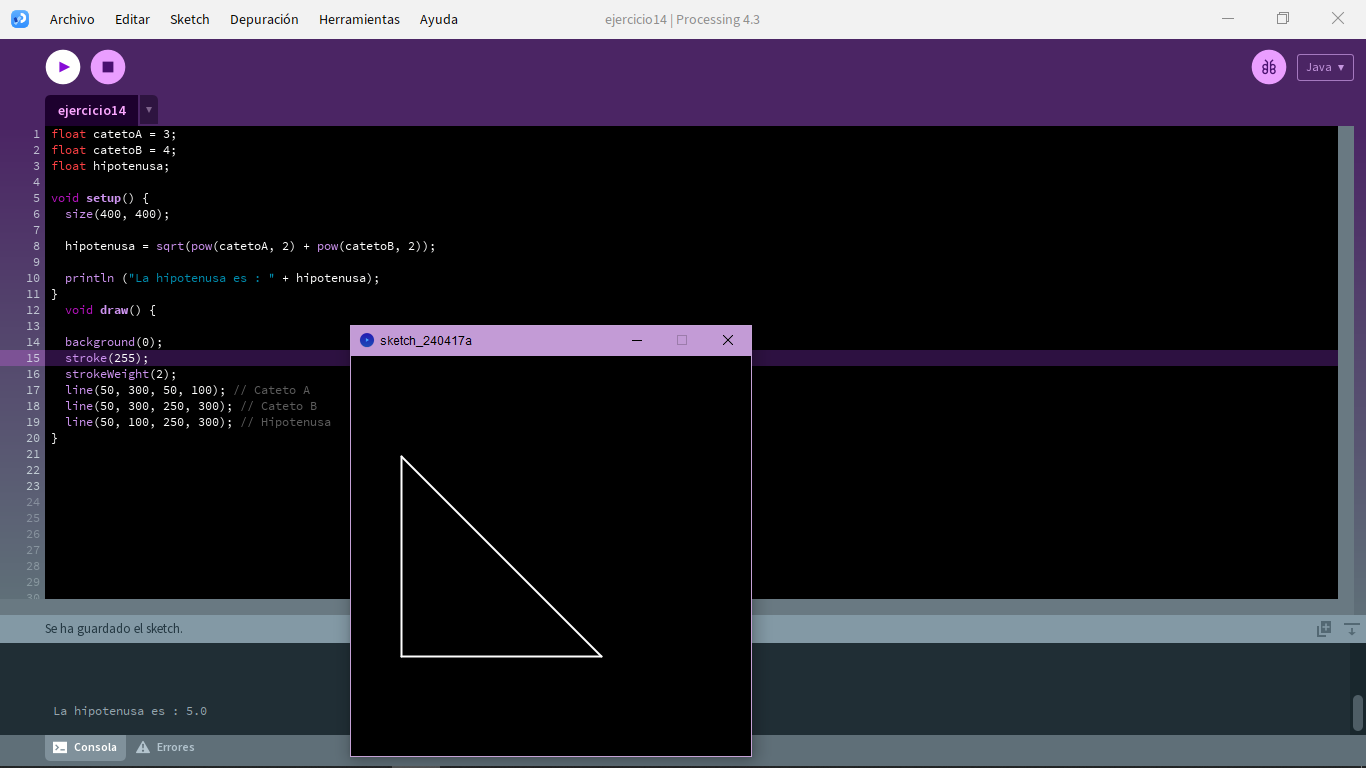 Archivo Editar Sketch Depuración Herramientas Ayuda ejercicio14 | Processing 4.3
Java ▾
ejercicio14 ▾
1 float catetoA = 3;
2 float catetoB = 4;
3 float hipotenusa;
4
5 void setup() {
6 size(400, 400);
7
8 hipotenusa = sqrt(pow(catetoA, 2) + pow(catetoB, 2));
9
10 println ("La hipotenusa es : " + hipotenusa);
11 }
12 void draw() {
13
14 background(0);
15 stroke(255);
16 strokeWeight(2);
17 line(50, 300, 50, 100); // Cateto A
18 line(50, 300, 250, 300); // Cateto B
19 line(50, 100, 250, 300); // Hipotenusa
20 }
21
22
23
24
25
26
27
28
29
30
sketch_240417a
Se ha guardado el sketch.
La hipotenusa es : 5.0
Consola Errores